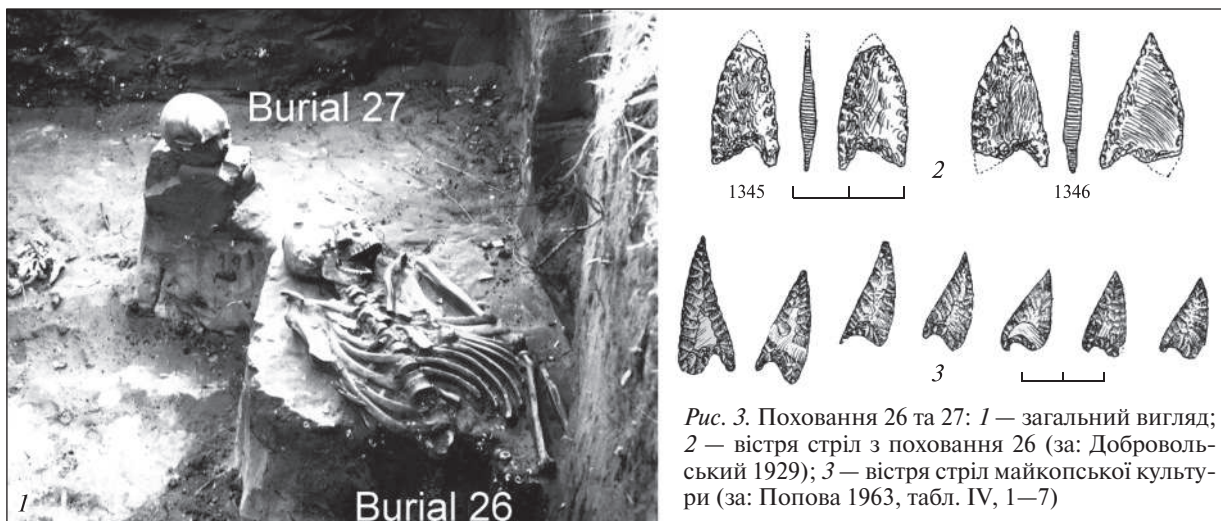 Burial 27
Burial 26
1
1345
2
1346
3
Рис. 3. Поховання 26 та 27: 1 — загальний вигляд;
2 — вістря стріл з поховання 26 (за: Доброволь-
ський 1929); 3 — вістря стріл майкопської культу-
ри (за: Попова 1963, табл. IV, 1—7)